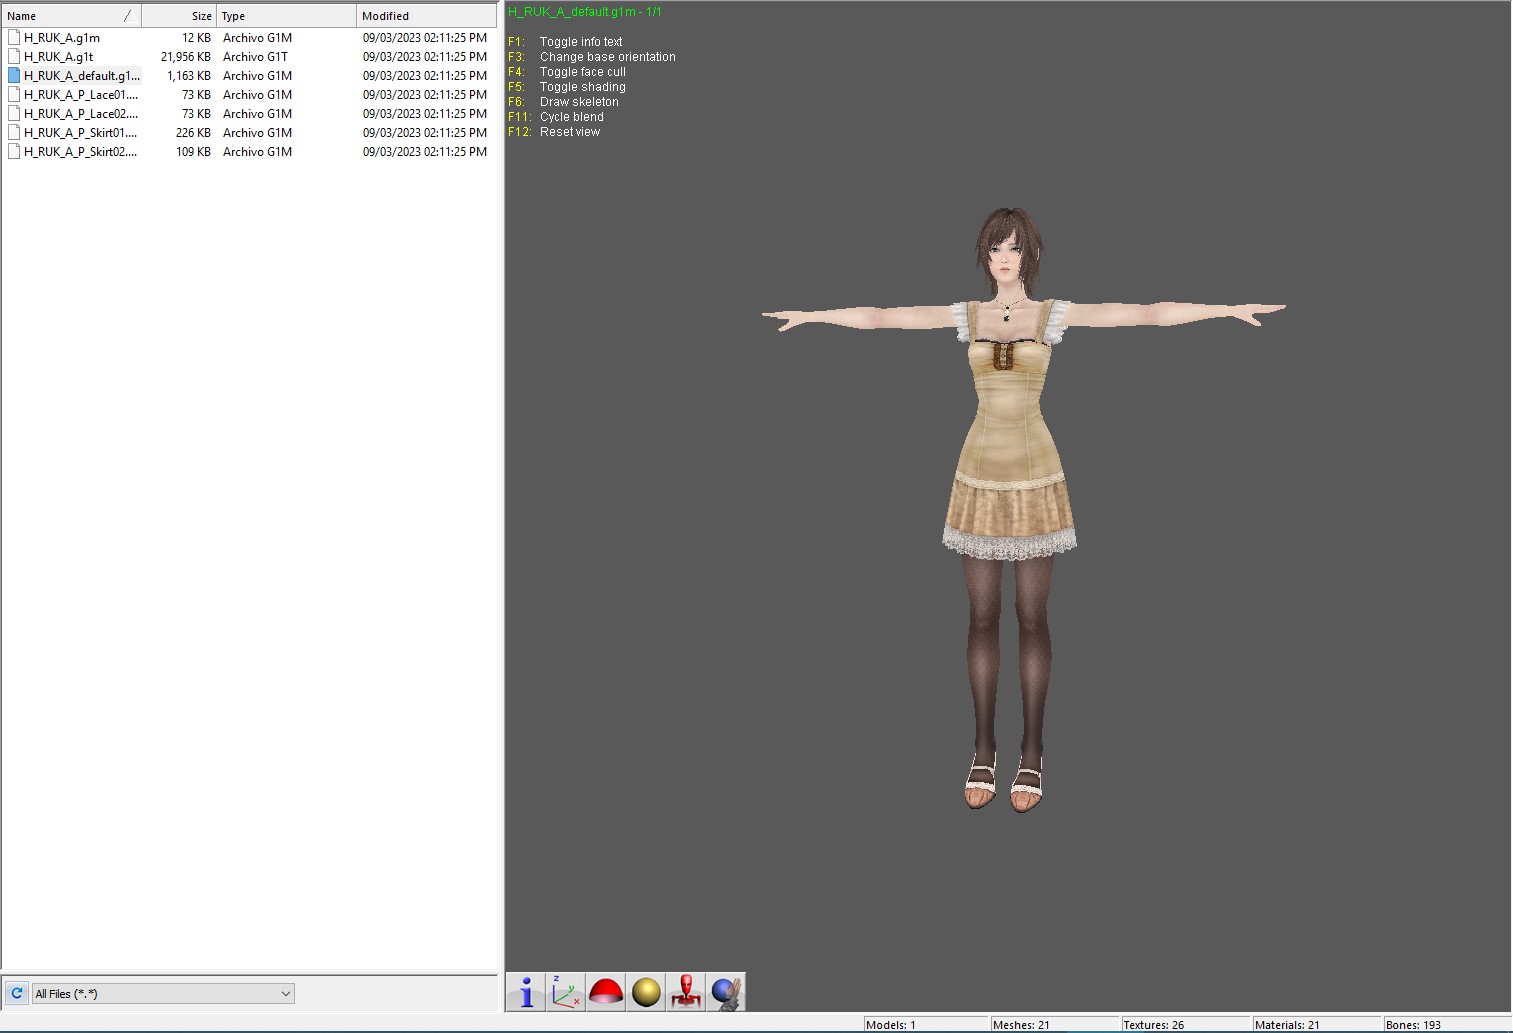 Name Size Type Modified
H_RUK_A.g1m 12 KB Archivo G1M 09/03/2023 02:11:25 PM
H_RUK_A.g1t 21,956 KB Archivo G1T 09/03/2023 02:11:25 PM
H_RUK_A_default.g1... 1,163 KB Archivo G1M 09/03/2023 02:11:25 PM
H_RUK_A_P_Lace01.... 73 KB Archivo G1M 09/03/2023 02:11:25 PM
H_RUK_A_P_Lace02.... 73 KB Archivo G1M 09/03/2023 02:11:25 PM
H_RUK_A_P_Skirt01.... 226 KB Archivo G1M 09/03/2023 02:11:25 PM
H_RUK_A_P_Skirt02.... 109 KB Archivo G1M 09/03/2023 02:11:25 PM
All Files (*.*)
H_RUK_A_default.g1m - 1/1
F1: Toggle info text
F3: Change base orientation
F4: Toggle face cull
F5: Toggle shading
F6: Draw skeleton
F11: Cycle blend
F12: Reset view
z
y
x
Models: 1 Meshes: 21 Textures: 26 Materials: 21 Bones: 193